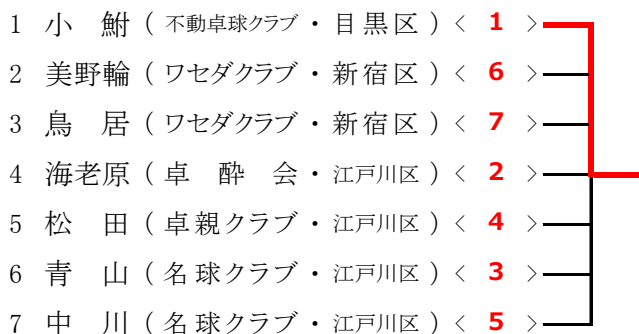 1 小 鮒 ( 不動卓球クラブ ・ 目黒区 ) < 1 >
2 美野輪 ( ワセダクラブ ・ 新宿区 ) < 6 >
3 鳥 居 ( ワセダクラブ ・ 新宿区 ) < 7 >
4 海老原 ( 卓 酔 会 ・ 江戸川区 ) < 2 >
5 松 田 ( 卓親クラブ ・ 江戸川区 ) < 4 >
6 青 山 ( 名球クラブ ・ 江戸川区 ) < 3 >
7 中 川 ( 名球クラブ ・ 江戸川区 ) < 5 >